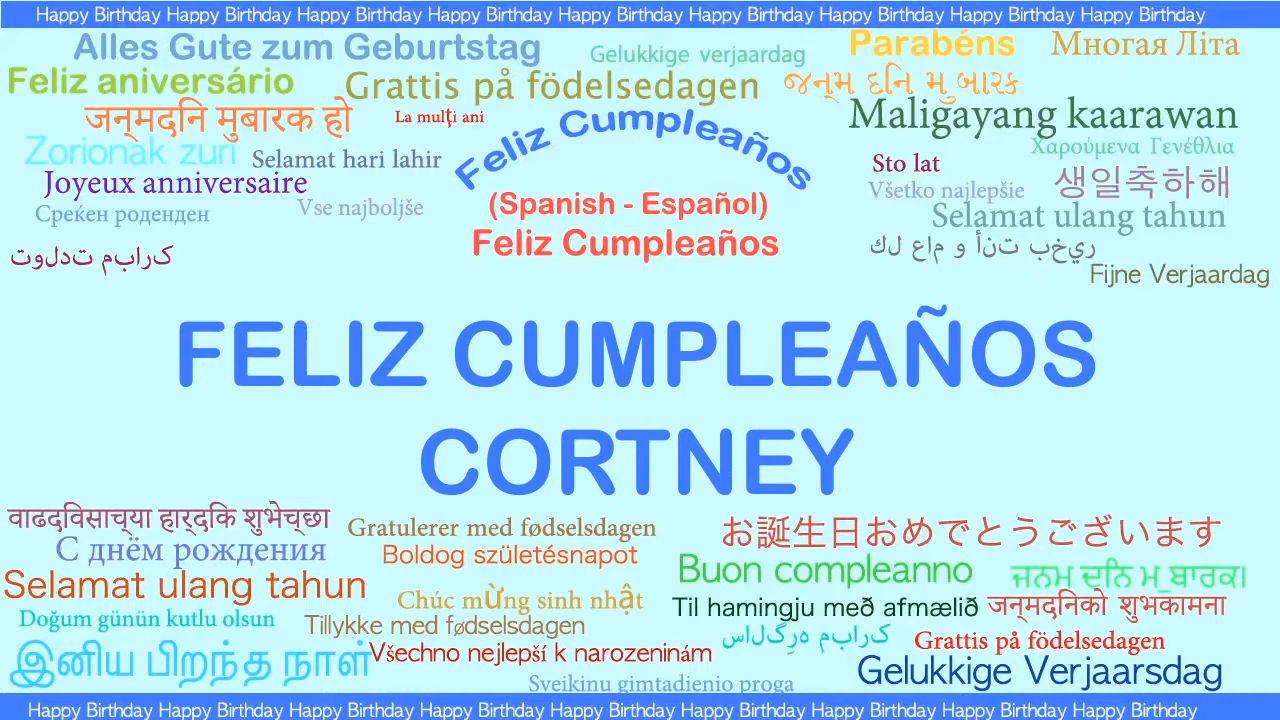 Happy Birthday Happy Birthday Happy Birthday Happy Birthday Happy Birthday Happy Birthday Happy Birthday Happy Birthday Happy Birthday
Alles Gute zum Geburtstag
Gelukkige verjaardag
Parabéns
Многая Літа
Feliz aniversário
Grattis på födelsedagen
જન્મ દિન મુબારક
जन्मदिन मुबारक हो
La mulţi ani
Feliz Cumpleaños
Maligayang kaarawan
Zorionak zuri
Selamat hari lahir
Sto lat
Χαρούμενα Γενέθλια
Joyeux anniversaire
(Spanish - Español)
Všetko najlepšie
생일축하해
Среќен роденден
Vse najboljše
Selamat ulang tahun
Feliz Cumpleaños
تولدت مبارک
كل عام و أنت بخير
Fijne Verjaardag
FELIZ CUMPLEAÑOS
CORTNEY
वाढदिवसाच्या हार्दिक शुभेच्छा
Gratulerer med fødselsdagen
お誕生日おめでとうございます
С днём рождения
Boldog születésnapot
Buon compleanno
ਜਨਮ ਦਿਨ ਮੁਬਾਰਕ।
Selamat ulang tahun
Chúc mừng sinh nhật
Til hamingju með afmælið
जन्मदिनको शुभकामना
Doğum günün kutlu olsun
Tillykke med fødselsdagen
سالگرہ مبارک
Grattis på födelsedagen
இனிய பிறந்த நாள்
Všechno nejlepší k narozeninám
Gelukkige Verjaarsdag
Sveikinu gimtadienio proga
Happy Birthday Happy Birthday Happy Birthday Happy Birthday Happy Birthday Happy Birthday Happy Birthday Happy Birthday Happy Birthday